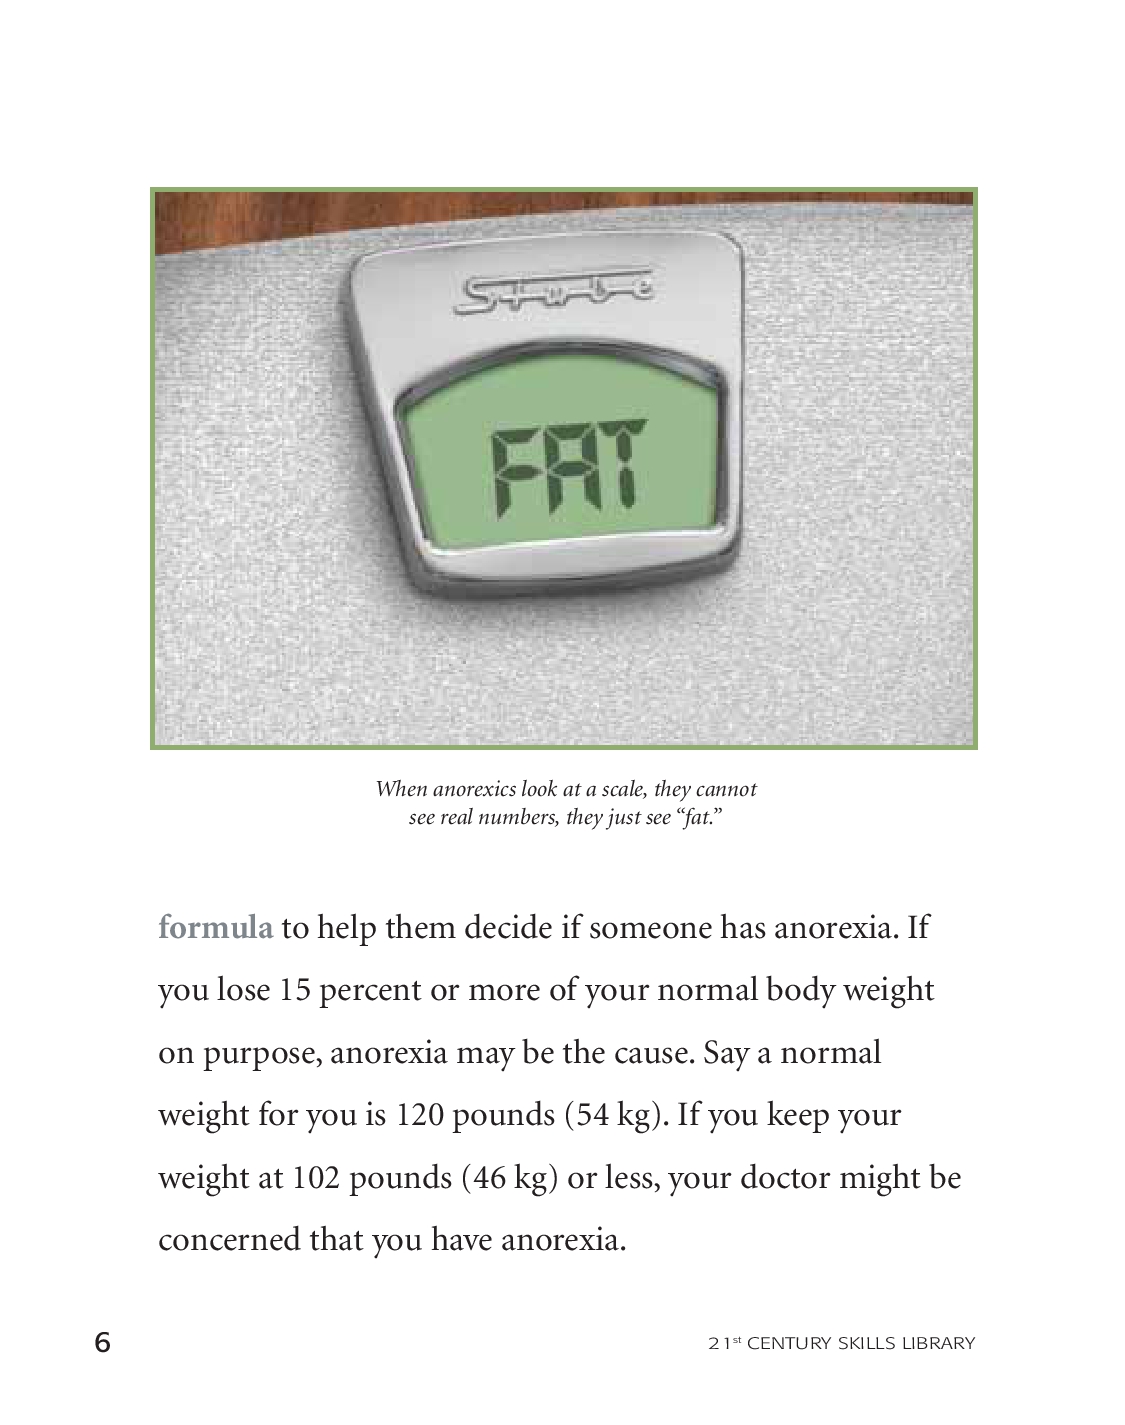 Stube
FAT
When anorexics look at a scale, they cannot
see real numbers, they just see “fat.”
formula to help them decide if someone has anorexia. If
you lose 15 percent or more of your normal body weight
on purpose, anorexia may be the cause. Say a normal
weight for you is 120 pounds (54 kg). If you keep your
weight at 102 pounds (46 kg) or less, your doctor might be
concerned that you have anorexia.
6
21st CENTURY SKILLS LIBRARY